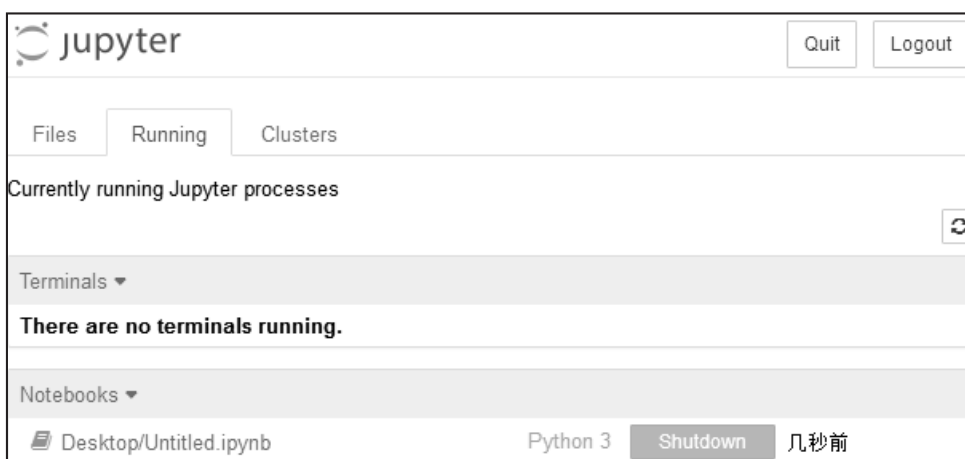 jupyter
Quit Logout
Files Running Clusters
Currently running Jupyter processes
Terminals
There are no terminals running.
Notebooks
Desktop/Untitled.ipynb Python 3 Shutdown 几秒前